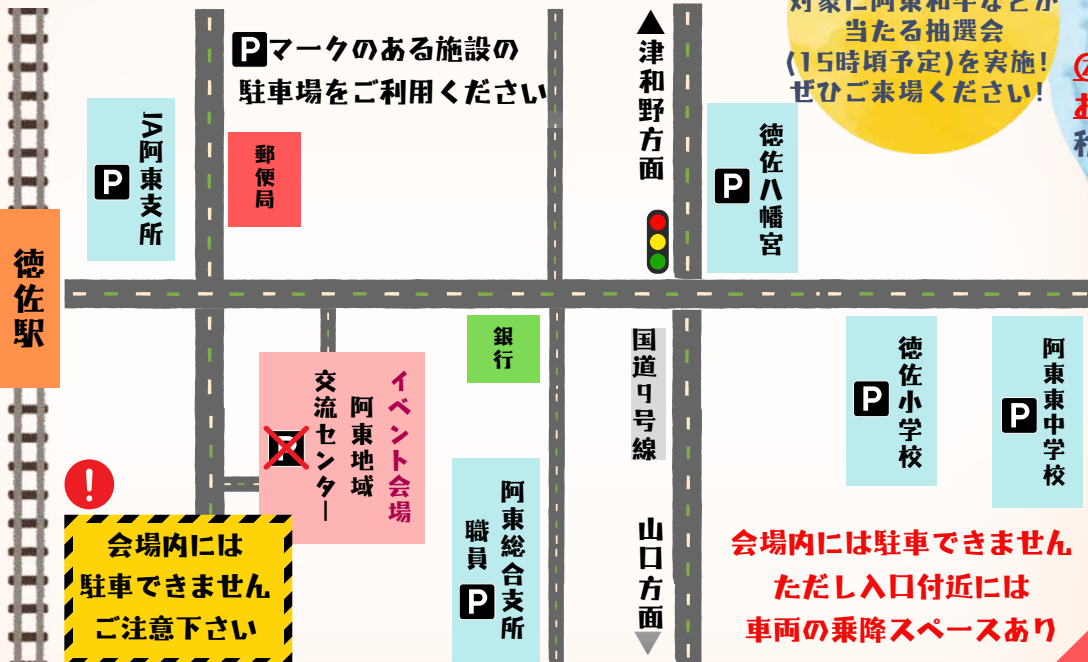 Pマークのある施設の
駐車場をご利用ください
対象に阿東和牛などが
当たる抽選会
(15時頃予定)を実施!
ぜひご来場ください!
▲津和野方面
JA阿東支所
P
郵便局
徳佐八幡宮
P
徳佐駅
銀行
国道9号線
イベント会場
阿東地域
交流センター
P
徳佐小学校
P
阿東東中学校
P
阿東総合支所
職員
P
山口方面▼
!
会場内には
駐車できません
ご注意下さい
会場内には駐車できません
ただし入口付近には
車両の乗降スペースあり